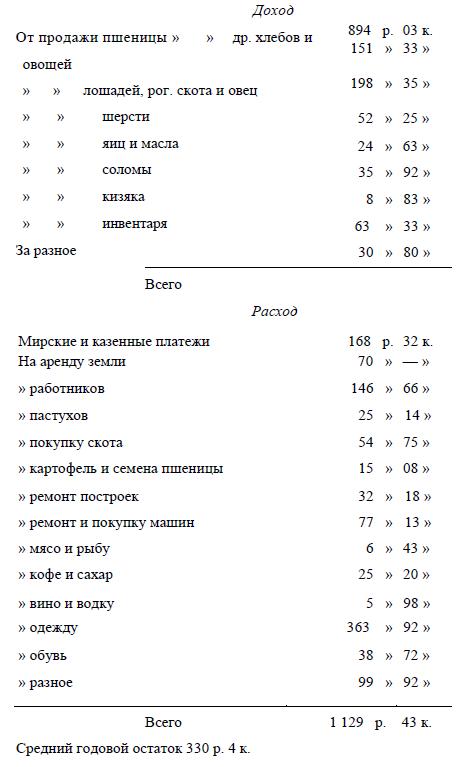 Доход
От продажи пшеницы » » др. хлебов и 894 р. 03 к.
овощей 151 » 33 »
» » лошадей, рог. скота и овец 198 » 35 »
» » шерсти 52 » 25 »
» » яиц и масла 24 » 63 »
» » соломы 35 » 92 »
» » кизяка 8 » 83 »
» » инвентаря 63 » 33 »
За разное 30 » 80 »
Всего
Расход
Мирские и казенные платежи 168 р. 32 к.
На аренду земли 70 » — »
» работников 146 » 66 »
» пастухов 25 » 14 »
» покупку скота 54 » 75 »
» картофель и семена пшеницы 15 » 08 »
» ремонт построек 32 » 18 »
» ремонт и покупку машин 77 » 13 »
» мясо и рыбу 6 » 43 »
» кофе и сахар 25 » 20 »
» вино и водку 5 » 98 »
» одежду 363 » 92 »
» обувь 38 » 72 »
» разное 99 » 92 »
Всего 1 129 р. 43 к.
Средний годовой остаток 330 р. 4 к.